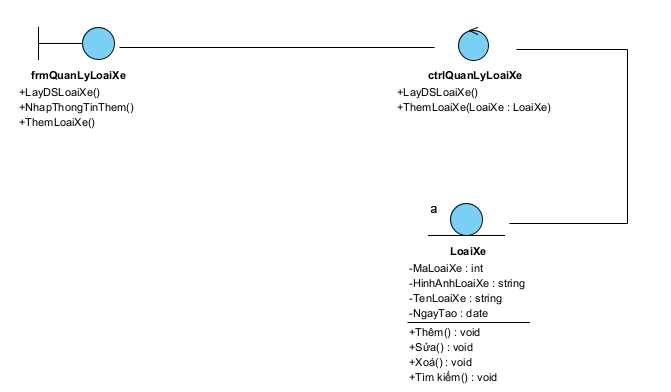 frmQuanLyLoaiXe
+LayDSLoaiXe()
+NhapThongTinThem()
+ThemLoaiXe()
ctrlQuanLyLoaiXe
+LayDSLoaiXe()
+ThemLoaiXe(LoaiXe : LoaiXe)
a
LoaiXe
-MaLoaiXe : int
-HinhAnhLoaiXe : string
-TenLoaiXe : string
-NgayTao : date
+Thêm() : void
+Sửa() : void
+Xoá() : void
+Tìm kiếm() : void